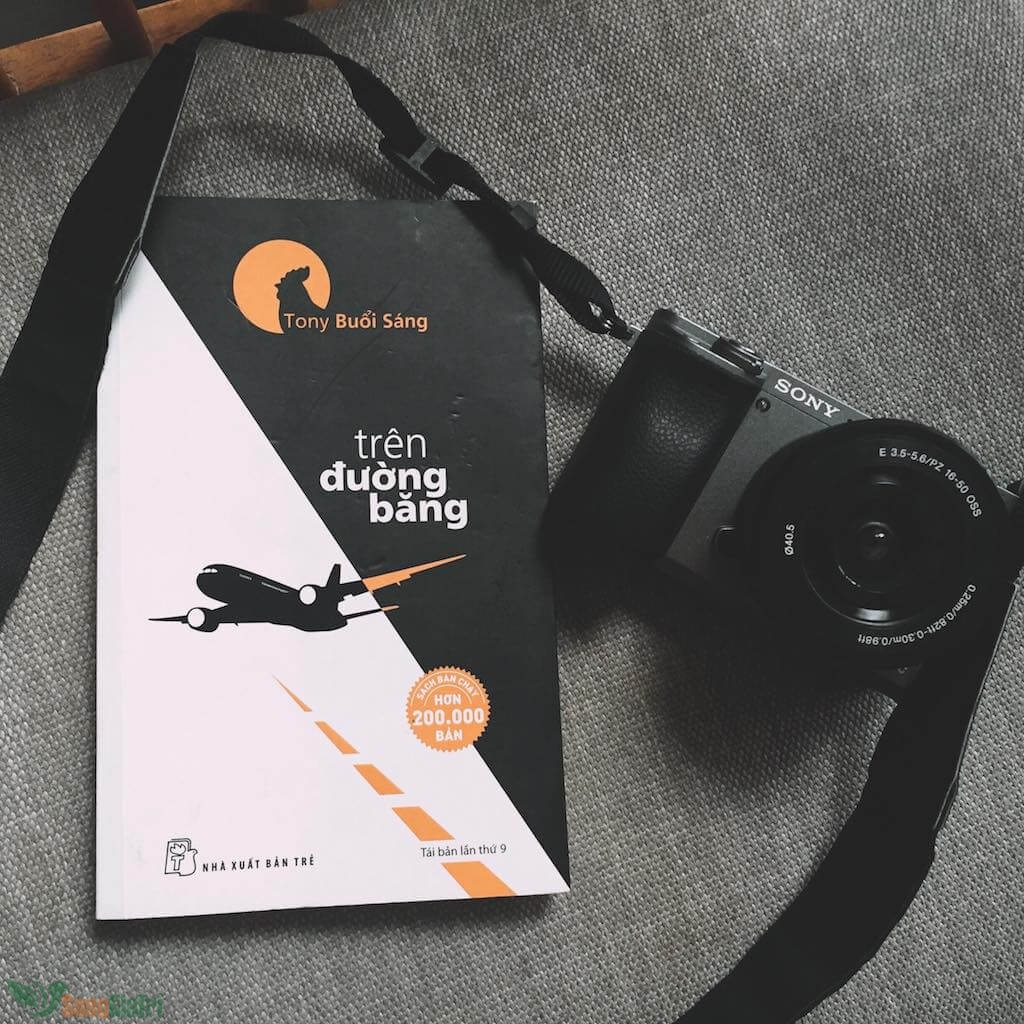 Tony Buổi Sáng
trên
đường
băng
SÁCH BÁN CHẠY
HƠN
200.000
BẢN
Tái bản lần thứ 9
NHÀ XUẤT BẢN TRẺ
SONY
E 3.5-5.6/PZ 16-50 OSS
Ø40.5
0.25m/0.82ft-0.30m/0.98ft